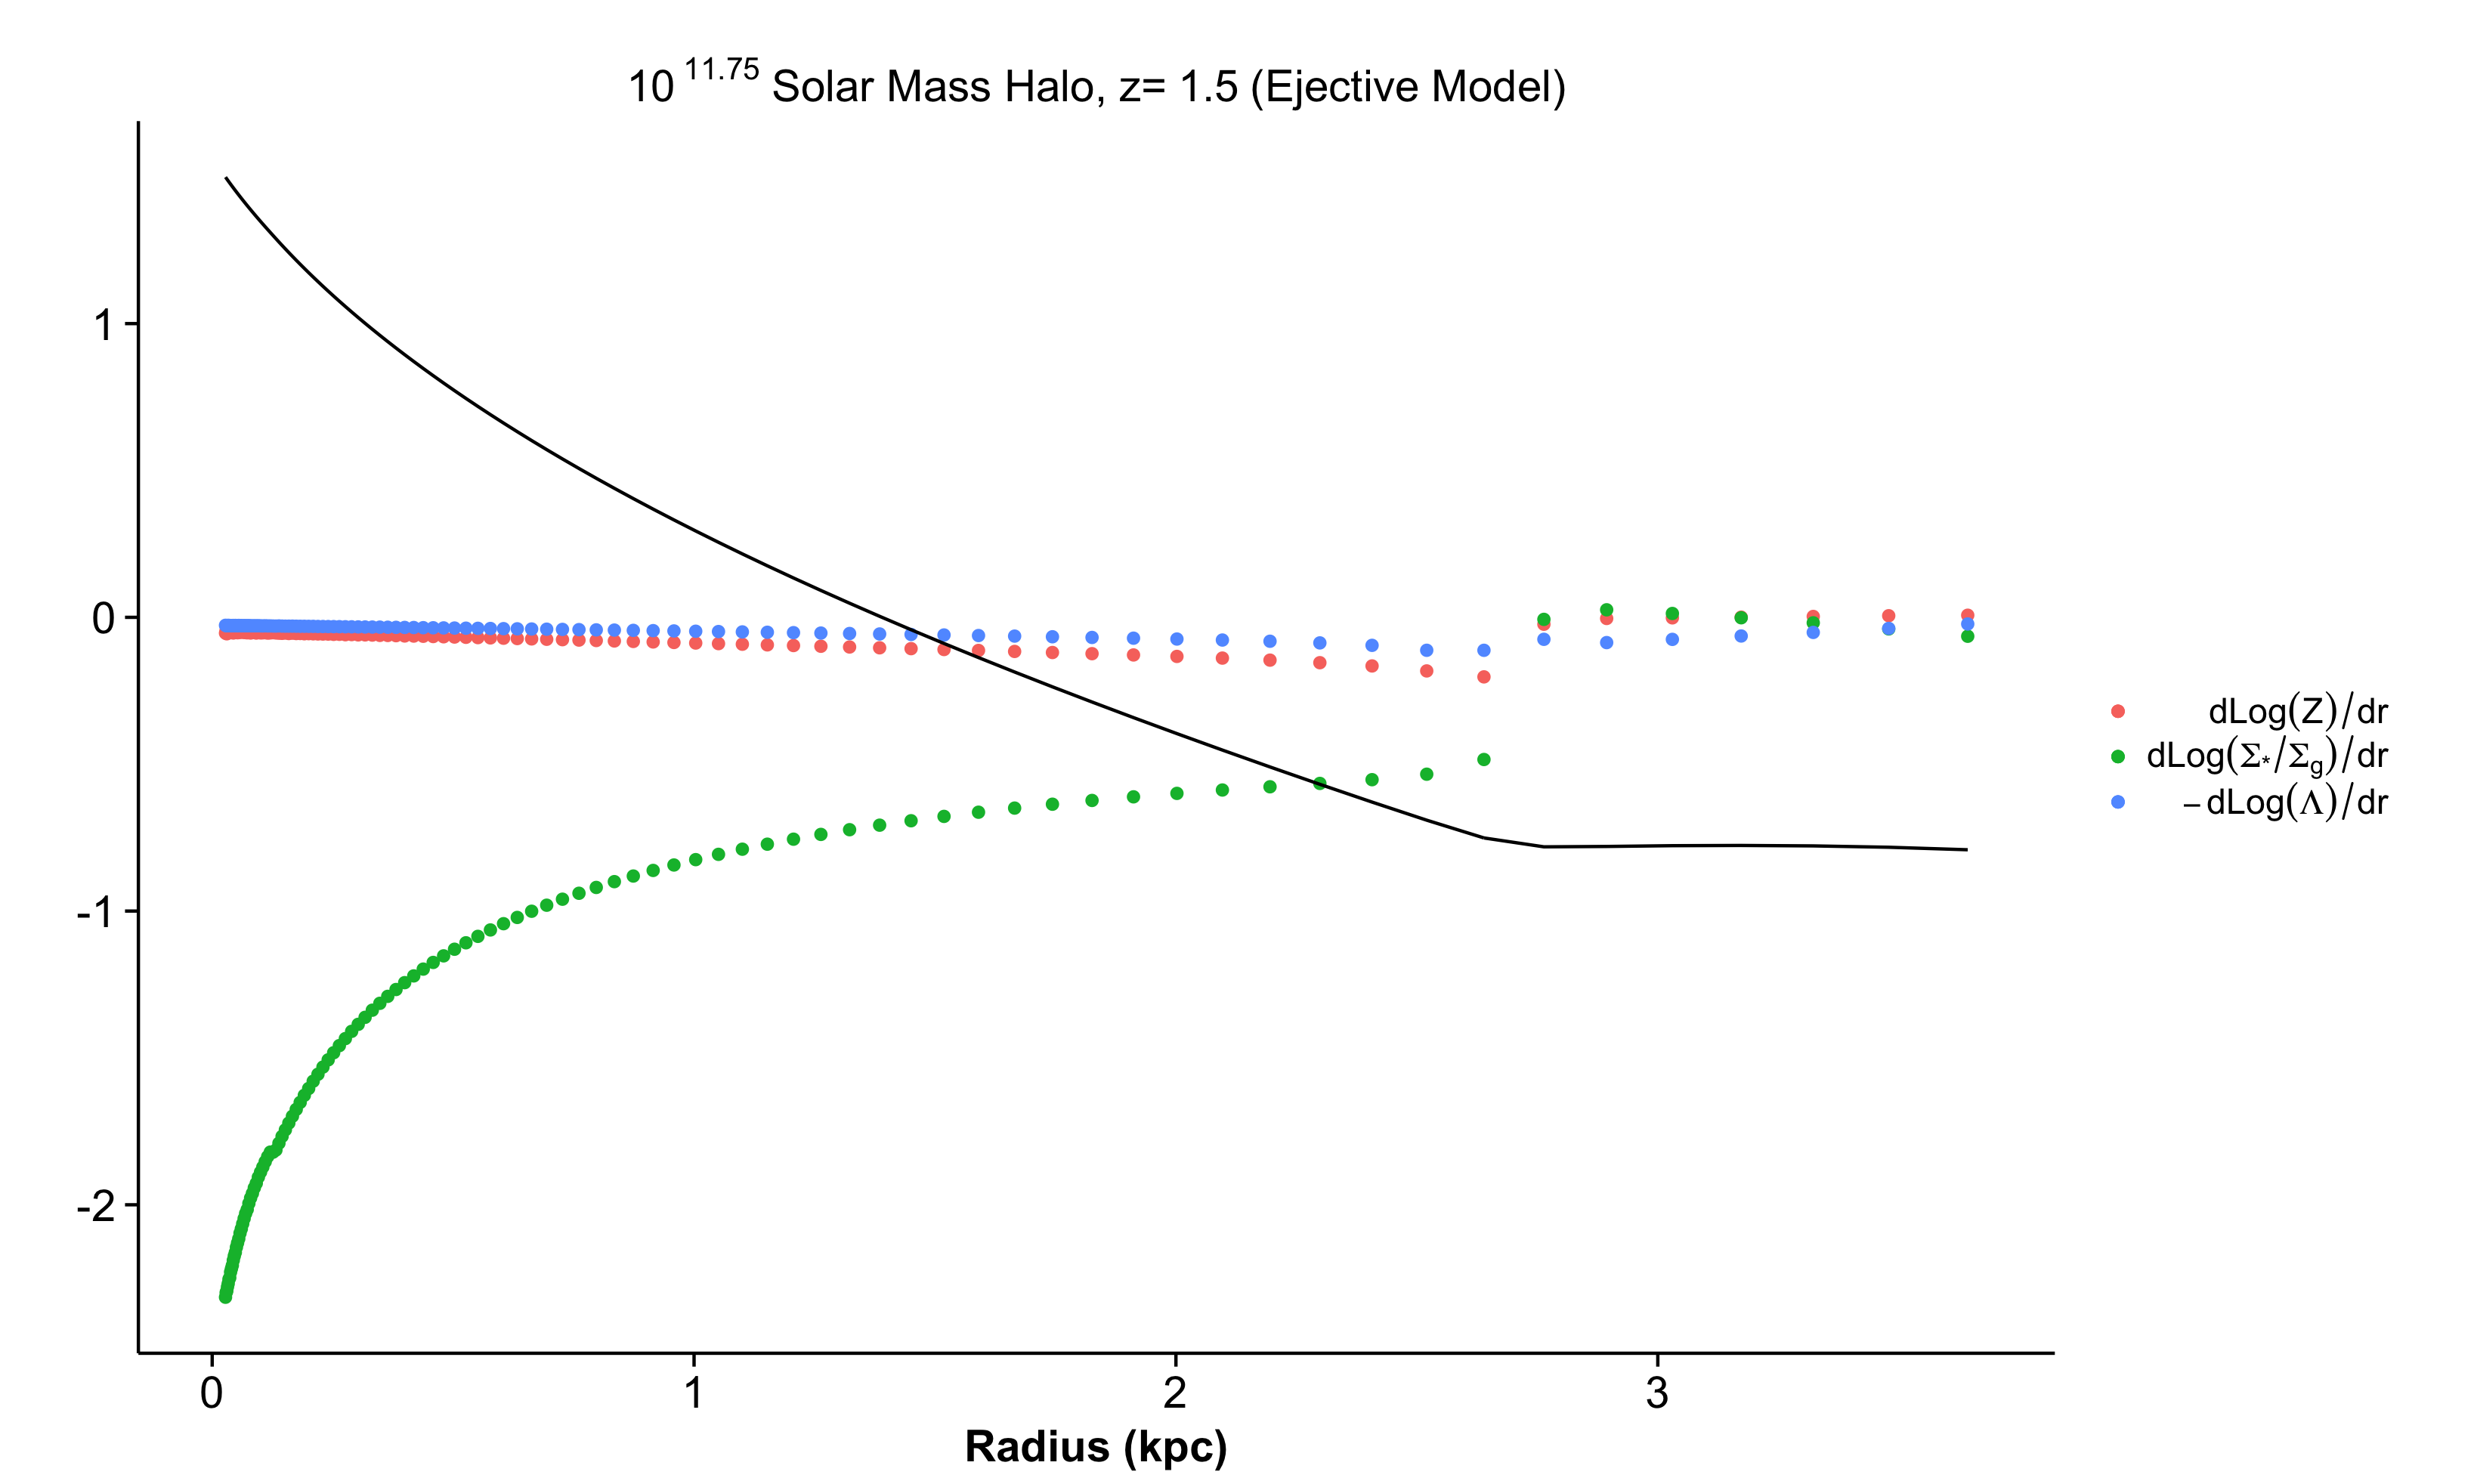 10 ^11.75 Solar Mass Halo, z= 1.5 (Ejective Model)
1
0
-1
-2
0 1 2 3
Radius (kpc)
dLog(Z)/dr
dLog(Σ*/Σg)/dr
– dLog(Λ)/dr